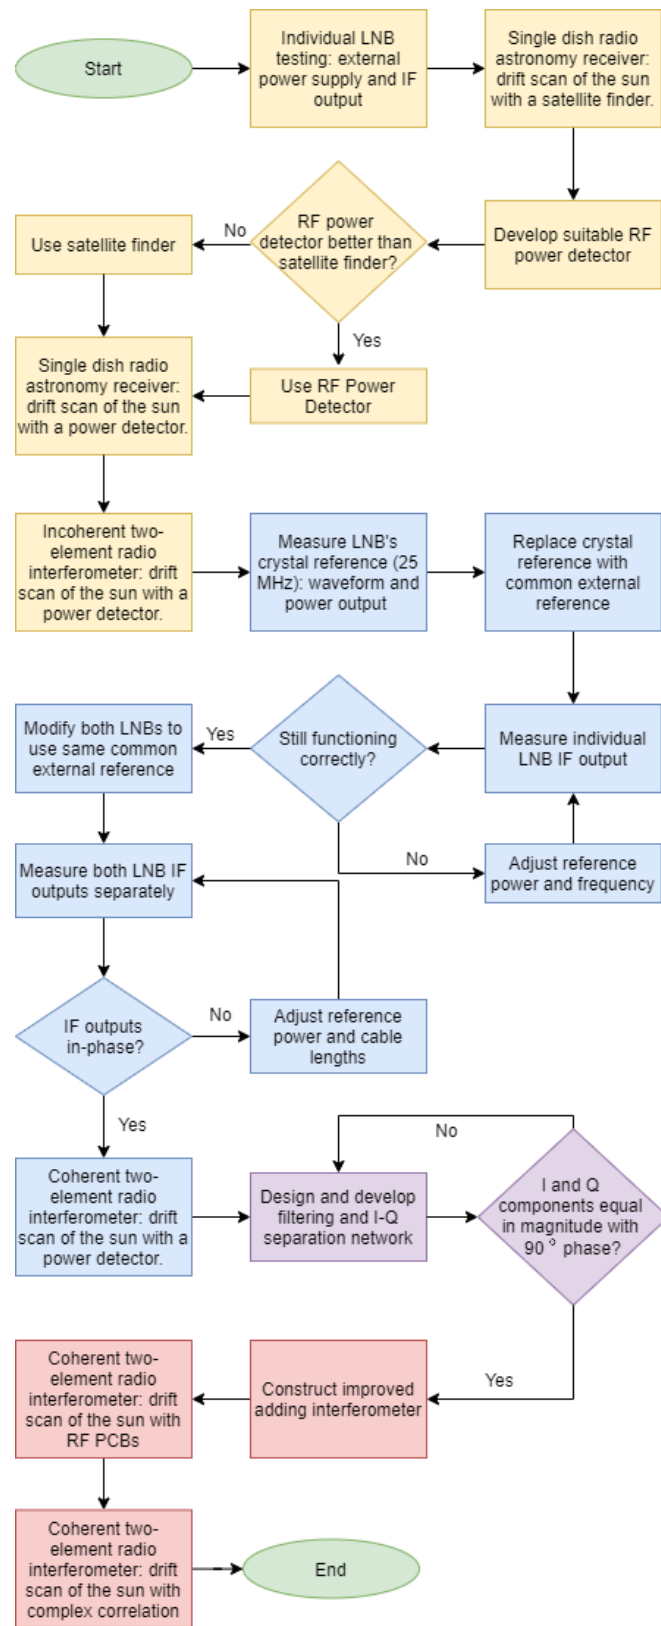 Start
Individual LNB
testing: external
power supply and IF
output
Single dish radio
astronomy receiver:
drift scan of the sun
with a satellite finder.
Use satellite finder
No
RF power
detector better than
satellite finder?
Develop suitable RF
power detector
Yes
Single dish radio
astronomy receiver:
drift scan of the sun
with a power detector.
Use RF Power
Detector
Incoherent two-
element radio
interferometer: drift
scan of the sun with a
power detector.
Measure LNB's
crystal reference (25
MHz): waveform and
power output
Replace crystal
reference with
common external
reference
Modify both LNBs to
use same common
external reference
Yes
Still functioning
correctly?
Measure individual
LNB IF output
No
Adjust reference
power and frequency
Measure both LNB IF
outputs separately
IF outputs
in-phase?
No
Adjust reference
power and cable
lengths
Yes
No
Coherent two-
element radio
interferometer: drift
scan of the sun with a
power detector.
Design and develop
filtering and I-Q
separation network
I and Q
components equal
in magnitude with
90° phase?
Yes
Coherent two-
element radio
interferometer: drift
scan of the sun with
RF PCBs
Construct improved
adding interferometer
Coherent two-
element radio
interferometer: drift
scan of the sun with
complex correlation
End